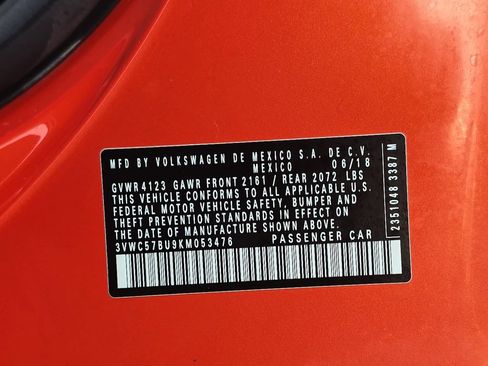 MFD BY VOLKSWAGEN DE MEXICO S.A. DE C.V.
MEXICO 06/18
GVWR 4123 GAWR FRONT 2161 / REAR 2072 LBS
THIS VEHICLE CONFORMS TO ALL APPLICABLE U.S.
FEDERAL MOTOR VEHICLE SAFETY, BUMPER AND
THEFT PREVENTION STANDARDS IN EFFECT ON
THE DATE OF MANUFACTURE SHOWN ABOVE.
3VWC57BU9KM053476 PASSENGER CAR
2351048 3387 M